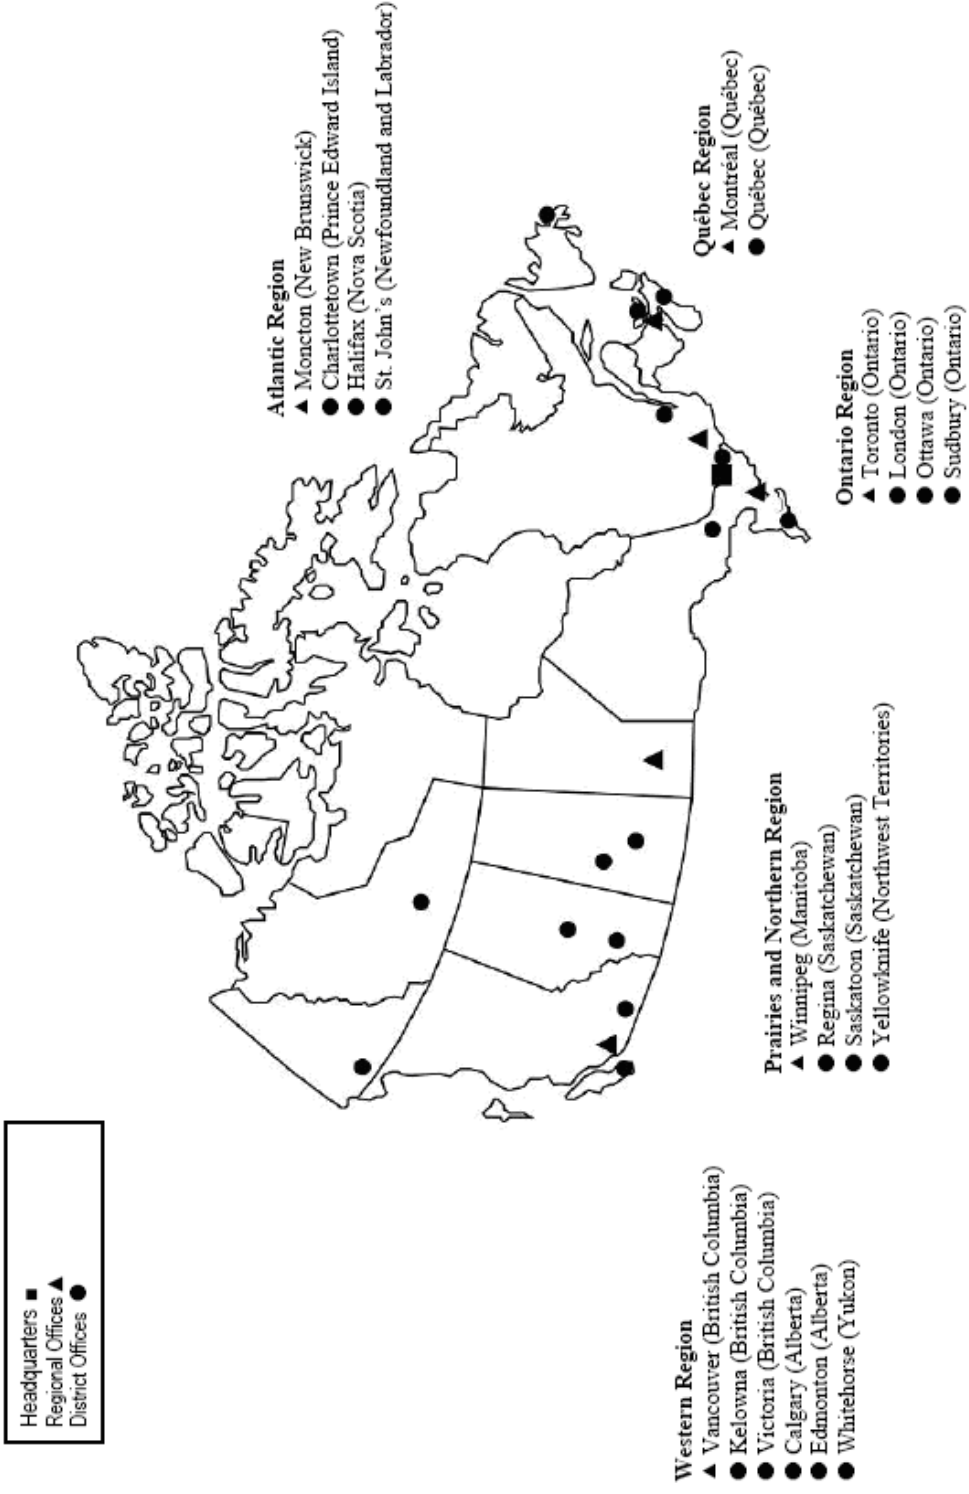 Headquarters ■
Regional Offices ▲
District Offices ●
Atlantic Region
▲ Moncton (New Brunswick)
● Charlottetown (Prince Edward Island)
● Halifax (Nova Scotia)
● St. John's (Newfoundland and Labrador)
Western Region
▲ Vancouver (British Columbia)
● Kelowna (British Columbia)
● Victoria (British Columbia)
● Calgary (Alberta)
● Edmonton (Alberta)
● Whitehorse (Yukon)
Prairies and Northern Region
▲ Winnipeg (Manitoba)
● Regina (Saskatchewan)
● Saskatoon (Saskatchewan)
● Yellowknife (Northwest Territories)
Ontario Region
▲ Toronto (Ontario)
● London (Ontario)
● Ottawa (Ontario)
● Sudbury (Ontario)
Québec Region
▲ Montréal (Québec)
● Québec (Québec)